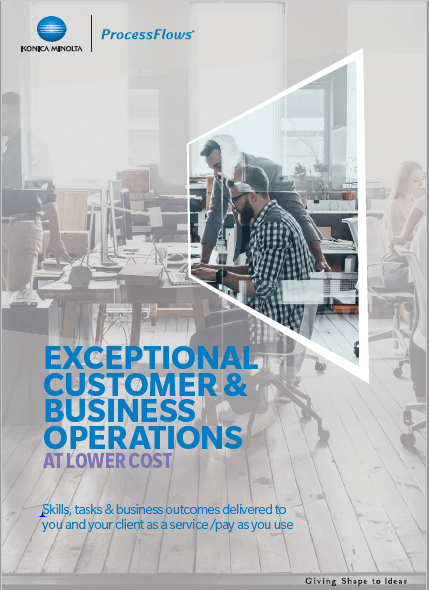 KONICA MINOLTA
ProcessFlows®
EXCEPTIONAL
CUSTOMER &
BUSINESS
OPERATIONS
AT LOWER COST
Skills, tasks & business outcomes delivered to
you and your client as a service /pay as you use
Giving Shape to Ideas